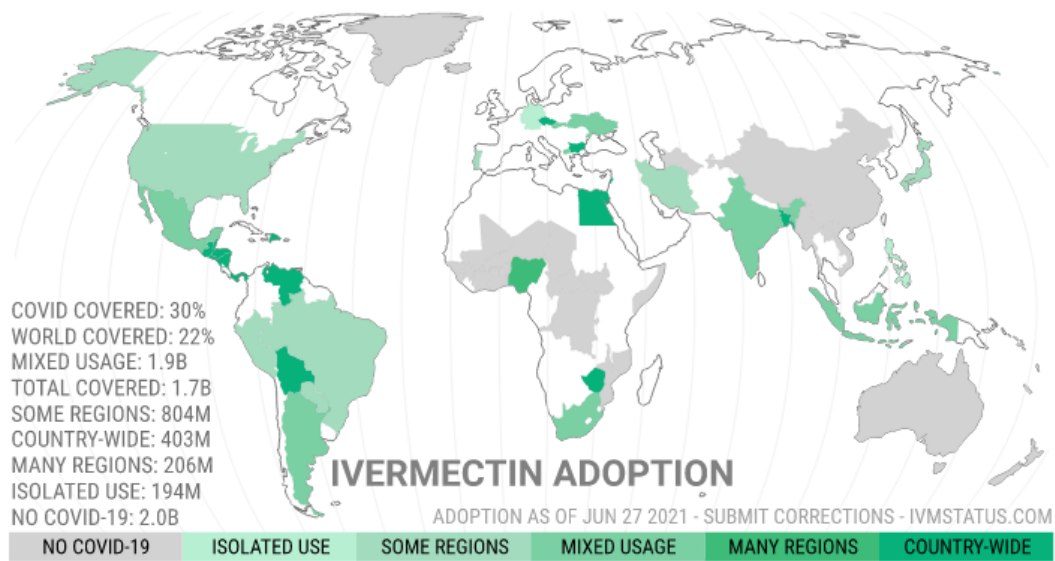 COVID COVERED: 30%
WORLD COVERED: 22%
MIXED USAGE: 1.9B
TOTAL COVERED: 1.7B
SOME REGIONS: 804M
COUNTRY-WIDE: 403M
MANY REGIONS: 206M
ISOLATED USE: 194M
NO COVID-19: 2.0B
IVERMECTIN ADOPTION
ADOPTION AS OF JUN 27 2021 - SUBMIT CORRECTIONS - IVMSTATUS.COM
NO COVID-19 ISOLATED USE SOME REGIONS MIXED USAGE MANY REGIONS COUNTRY-WIDE